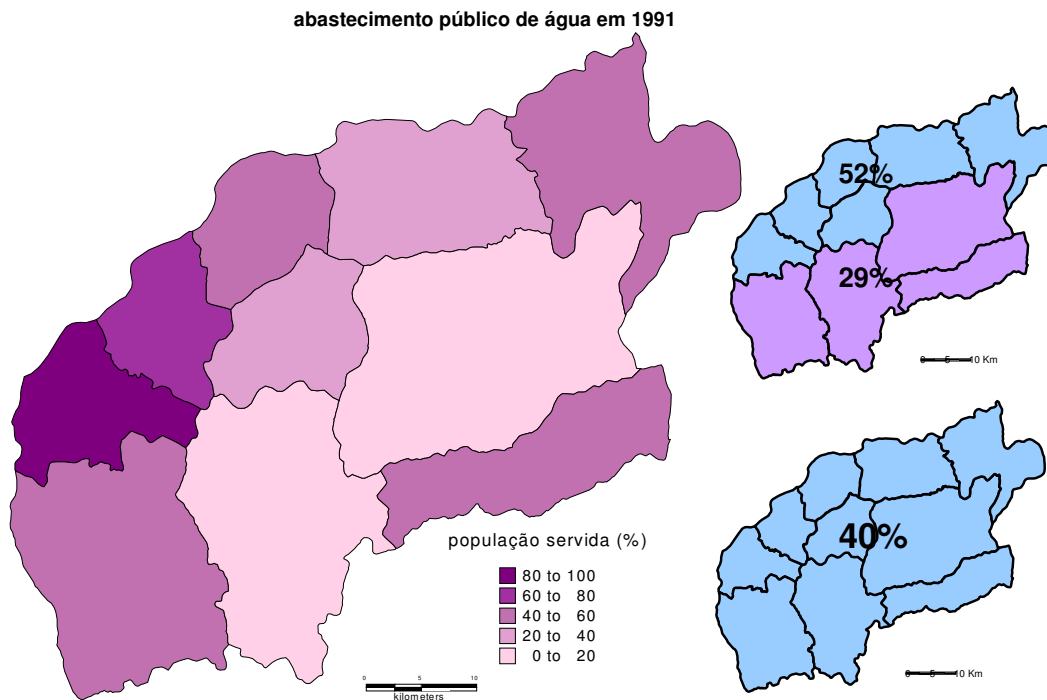 abastecimento público de água em 1991
52%
29%
0 5 10 Km
40%
população servida (%)
80 to 100
60 to 80
40 to 60
20 to 40
0 to 20
0 5 10
kilometers
0 5 10 Km